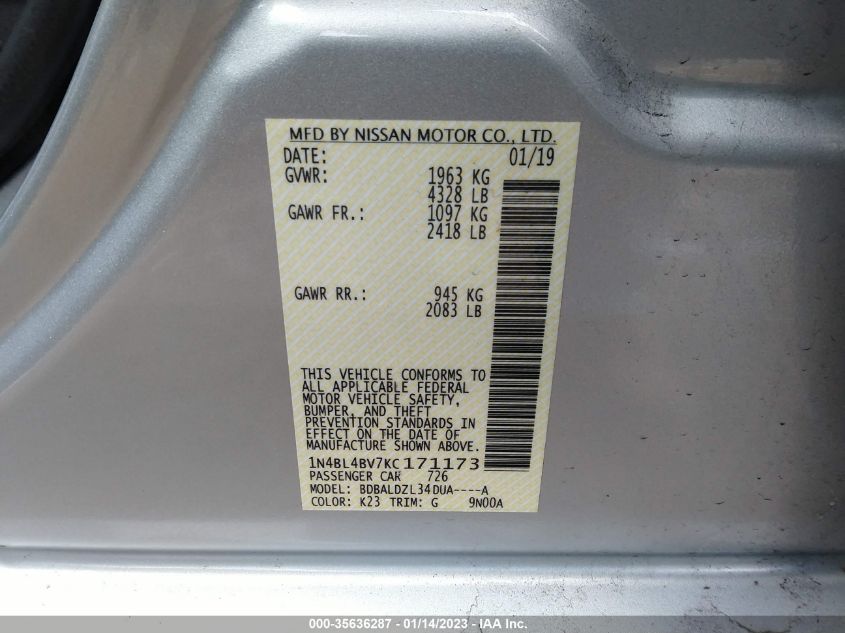 MFD BY NISSAN MOTOR CO., LTD.
DATE: 01/19
GVWR: 1963 KG
4328 LB
GAWR FR.: 1097 KG
2418 LB
GAWR RR.: 945 KG
2083 LB
THIS VEHICLE CONFORMS TO
ALL APPLICABLE FEDERAL
MOTOR VEHICLE SAFETY,
BUMPER, AND THEFT
PREVENTION STANDARDS IN
EFFECT ON THE DATE OF
MANUFACTURE SHOWN ABOVE.
1N4BL4BV7KC171173
PASSENGER CAR 726
MODEL: BDBALDZL34DUA----A
COLOR: K23 TRIM: G 9N00A
000-35636287 - 01/14/2023 - IAA Inc.